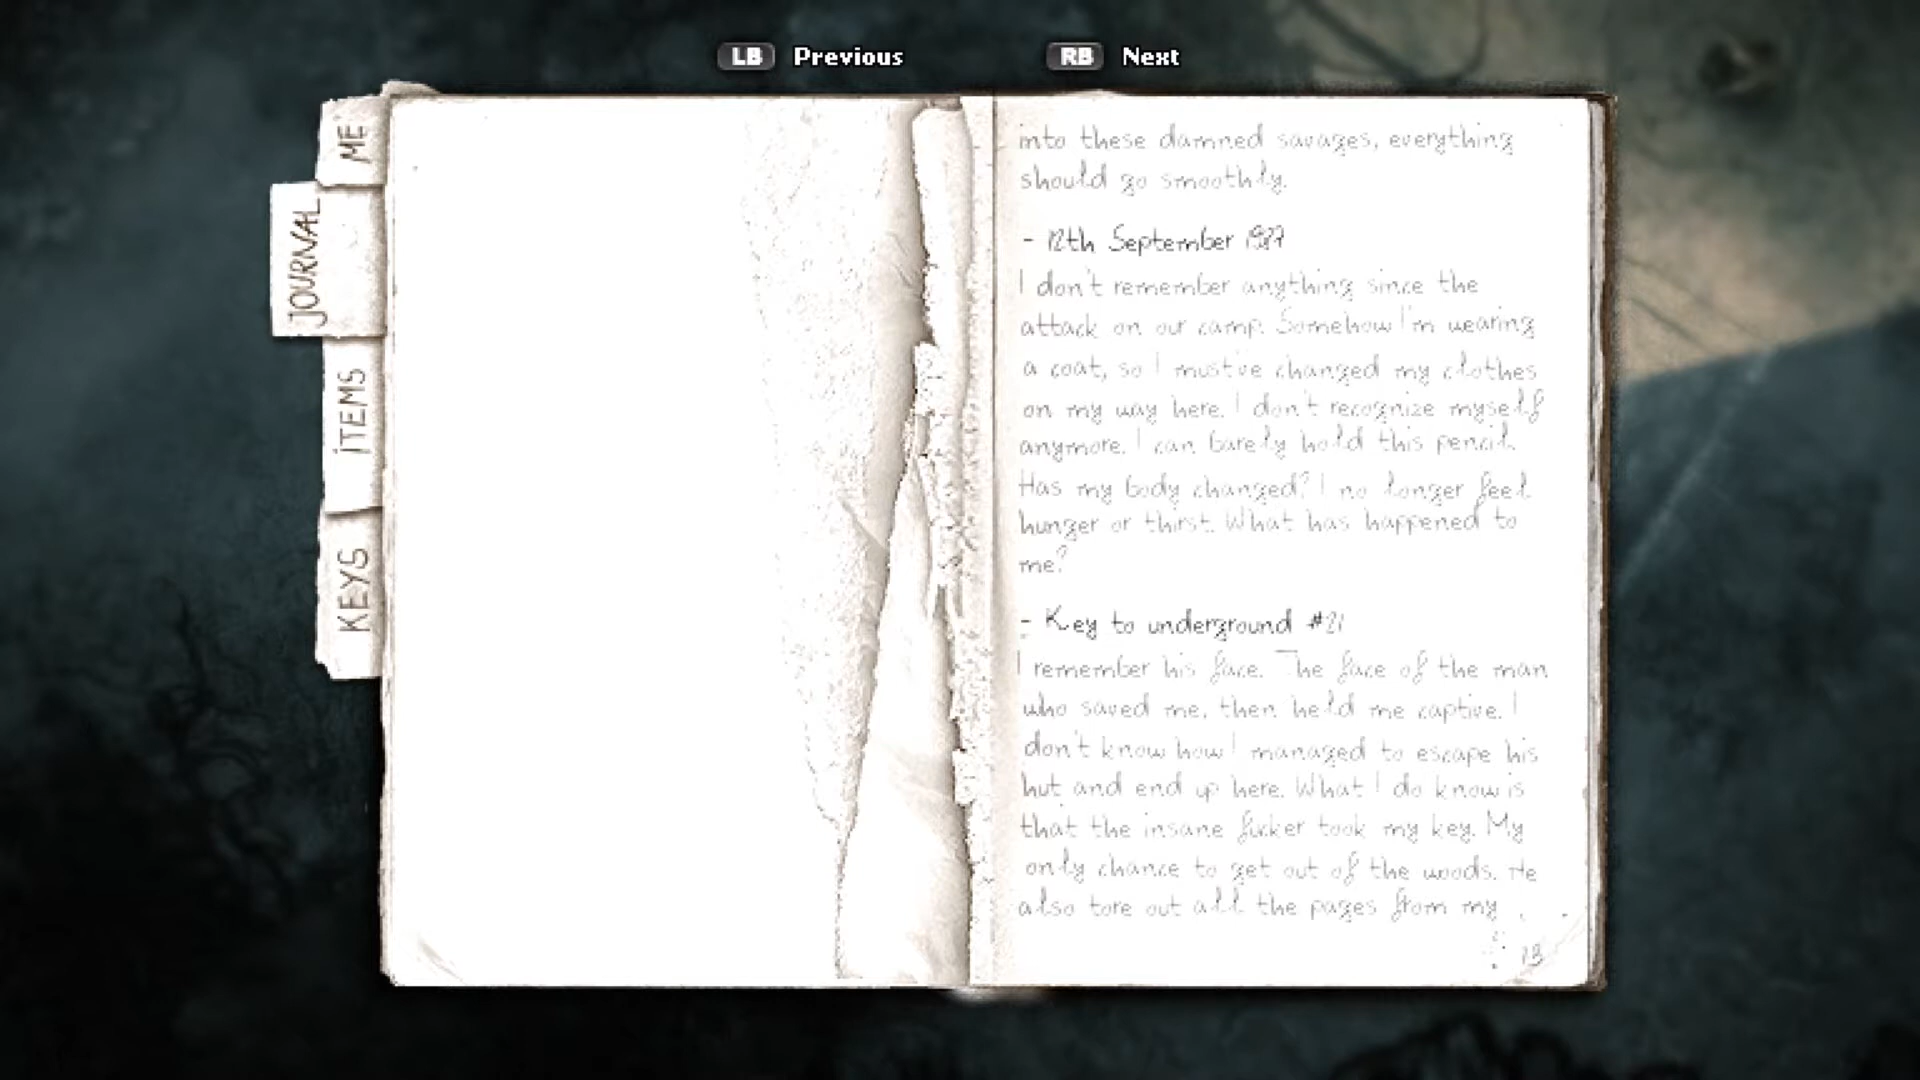 LB Previous RB Next
ME
JOURNAL
ITEMS
KEYS
into these damned savages, everything
should go smoothly.
- 12th September 1987
I don't remember anything since the
attack on our camp. Somehow I'm wearing
a coat, so I must've changed my clothes
on my way here. I don't recognize myself
anymore. I can barely hold this pencil.
Has my body changed? I no longer feel
hunger or thirst. What has happened to
me?
- Key to underground #21
I remember his face. The face of the man
who saved me, then held me captive. I
don't know how I managed to escape his
hut and end up here. What I do know is
that the insane fucker took my key. My
only chance to get out of the woods. He
also tore out all the pages from my